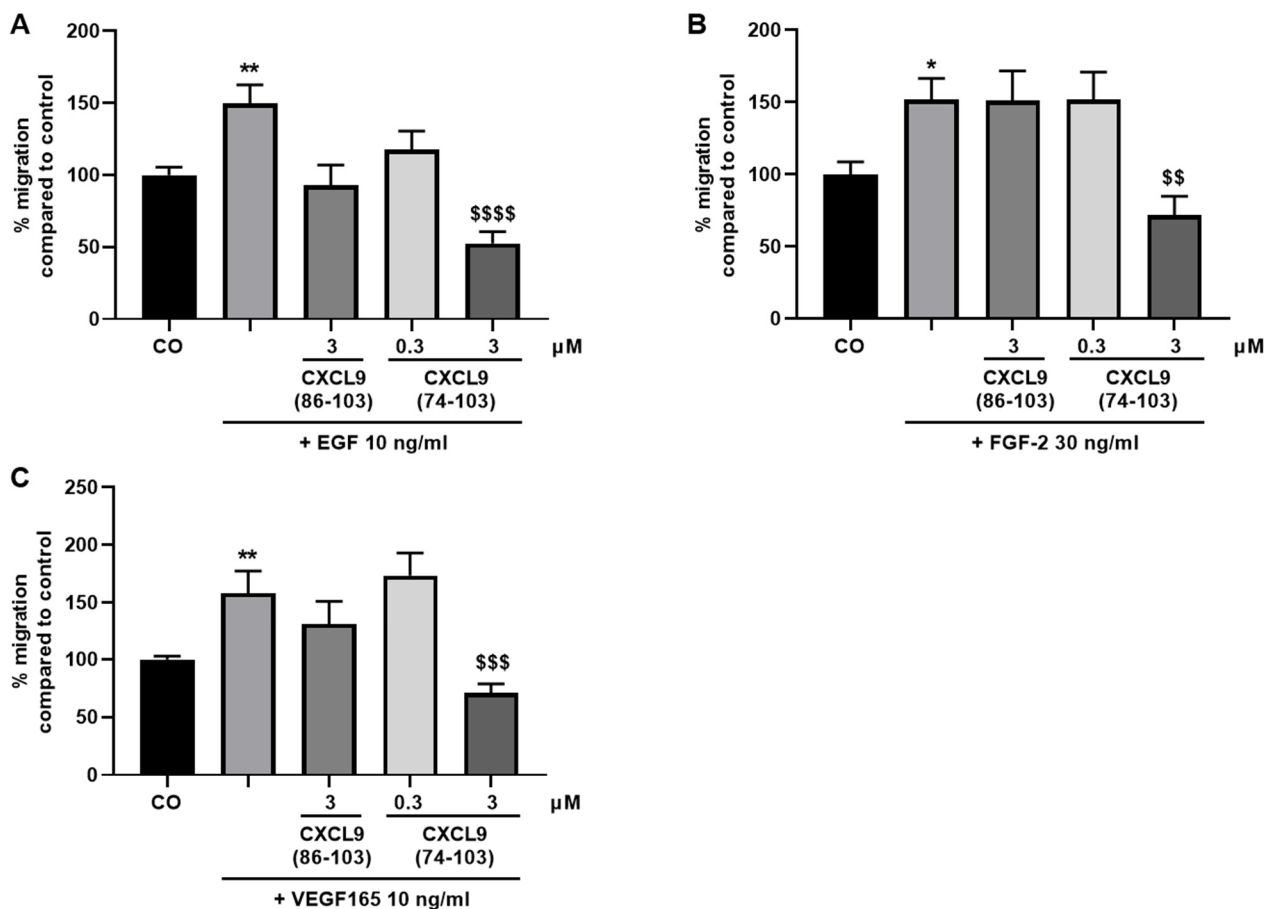 A
% migration
compared to control
200
150
100
50
0
**
$$$$
CO
3
0.3
3
µM
CXCL9
(86-103)
CXCL9
(74-103)
+ EGF 10 ng/ml
B
% migration
compared to control
200
150
100
50
0
*
$$
CO
3
0.3
3
µM
CXCL9
(86-103)
CXCL9
(74-103)
+ FGF-2 30 ng/ml
C
% migration
compared to control
250
200
150
100
50
0
**
$$$
CO
3
0.3
3
µM
CXCL9
(86-103)
CXCL9
(74-103)
+ VEGF165 10 ng/ml